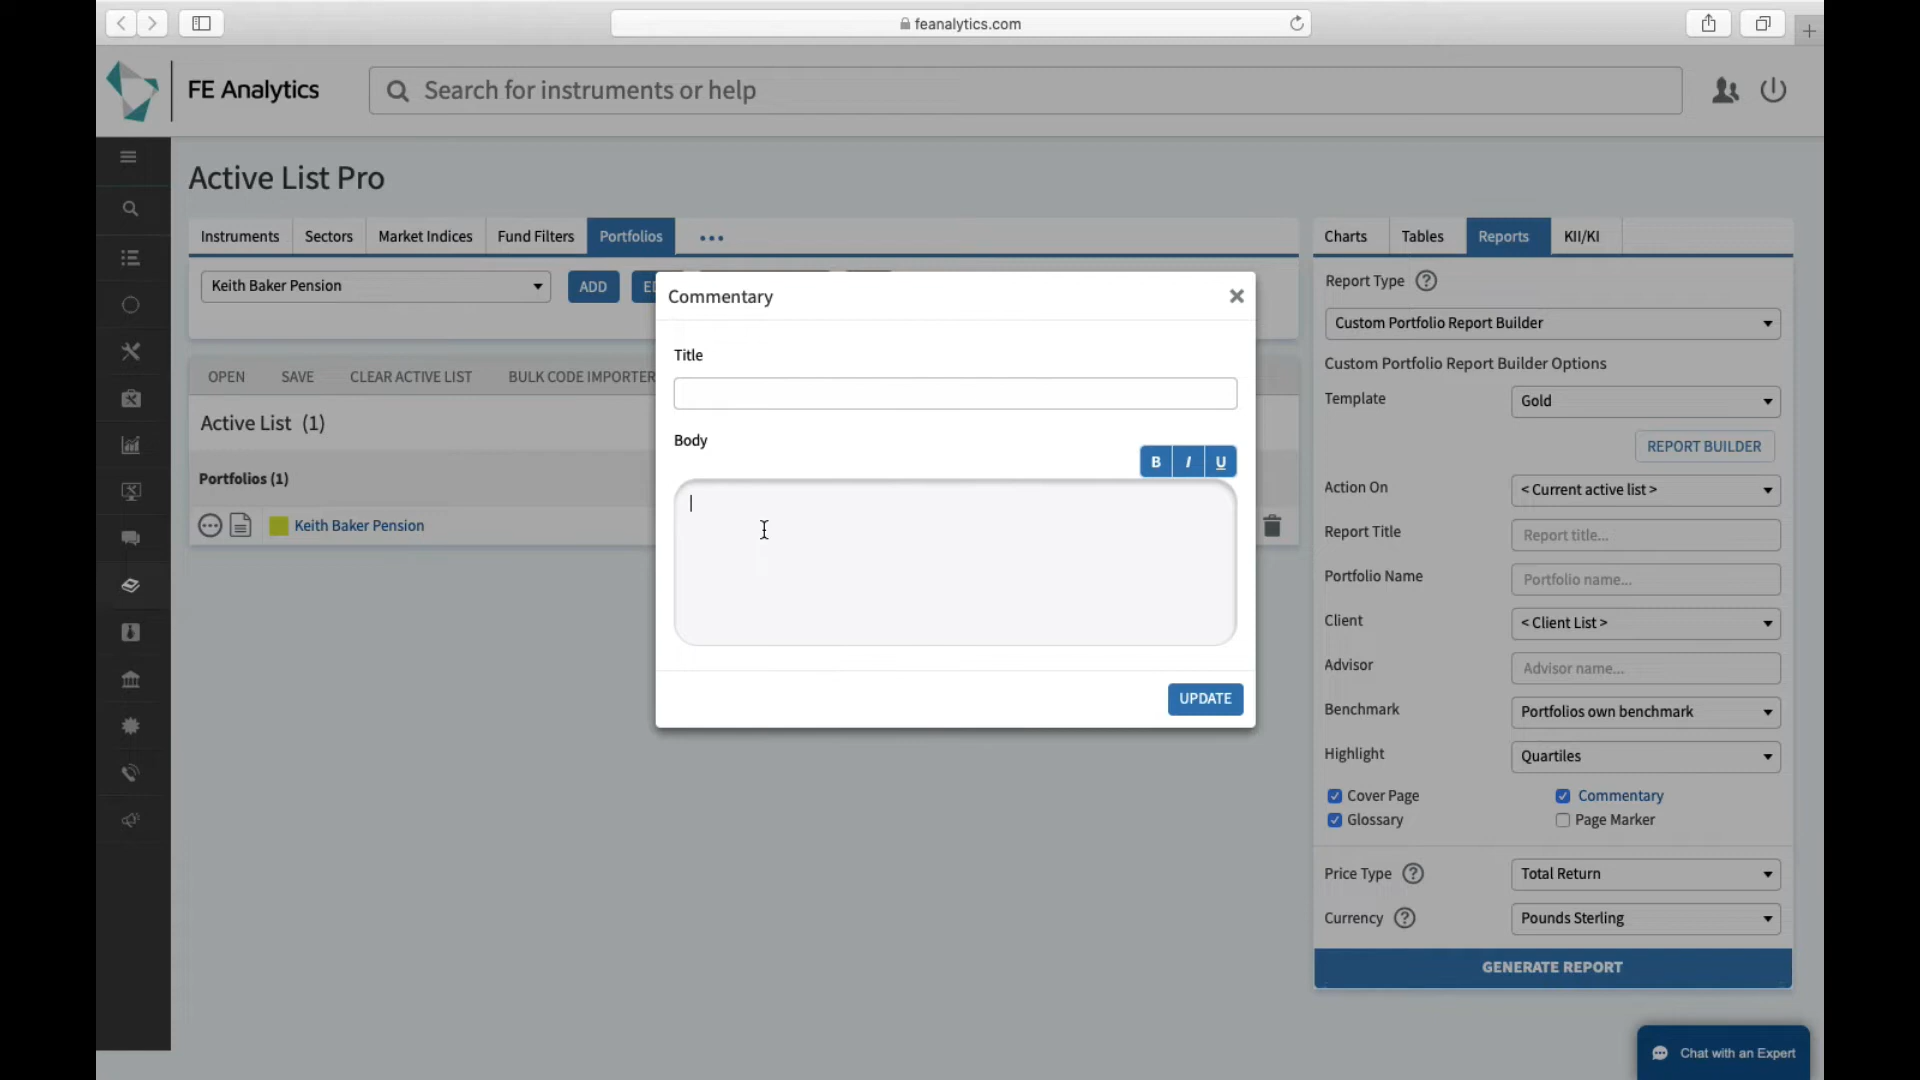 feanalytics.com
FE Analytics
Search for instruments or help
Active List Pro
Instruments Sectors Market Indices Fund Filters Portfolios
Charts Tables Reports KII/KI
Keith Baker Pension ADD
Report Type ?
Custom Portfolio Report Builder
OPEN SAVE CLEAR ACTIVE LIST BULK CODE IMPORTER
Active List (1)
Portfolios (1)
Keith Baker Pension
Commentary
Title
Body
B I U
UPDATE
Custom Portfolio Report Builder Options
Template Gold
REPORT BUILDER
Action On < Current active list >
Report Title Report title...
Portfolio Name Portfolio name...
Client < Client List >
Advisor Advisor name...
Benchmark Portfolios own benchmark
Highlight Quartiles
Cover Page Commentary
Glossary Page Marker
Price Type ? Total Return
Currency ? Pounds Sterling
GENERATE REPORT
Chat with an Expert